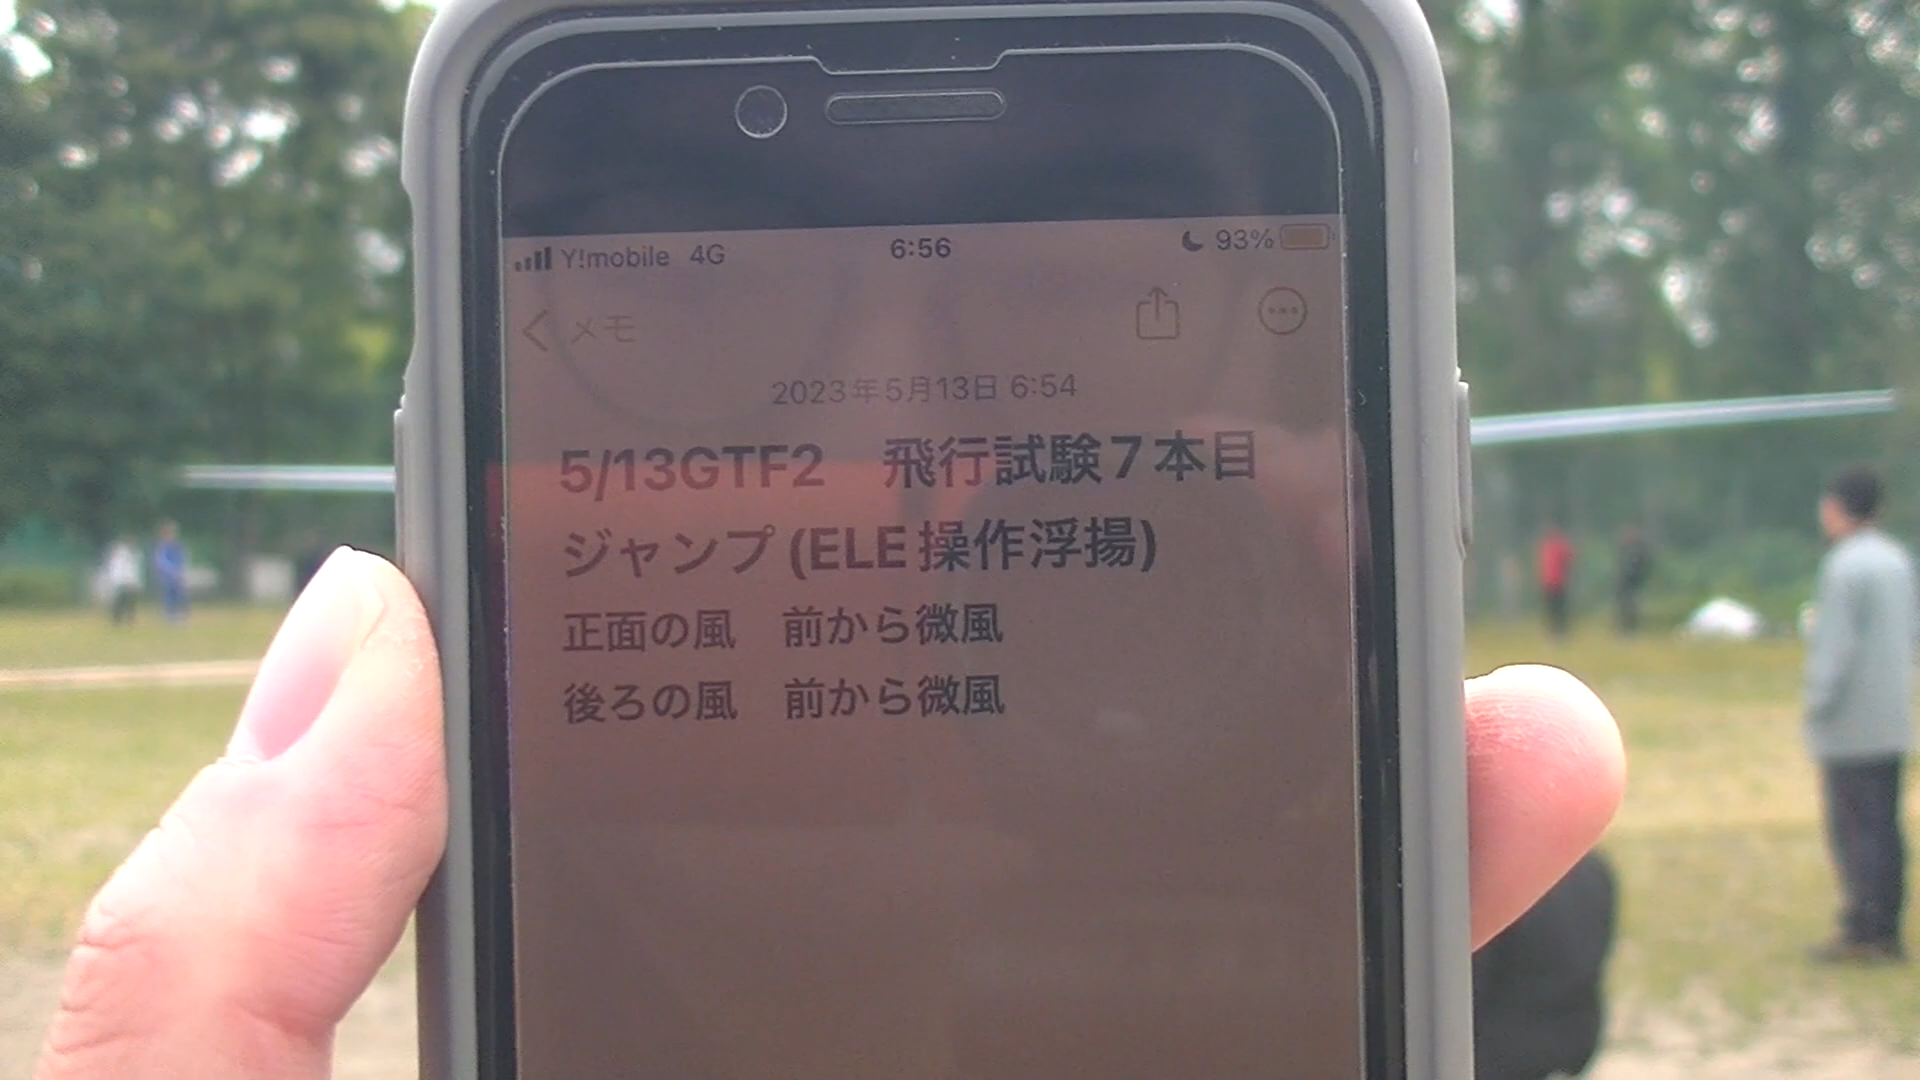 Y!mobile 4G 6:56 93%
メモ
2023年5月13日 6:54
5/13GTF2 飛行試験7本目
ジャンプ(ELE操作浮揚)
正面の風 前から微風
後ろの風 前から微風